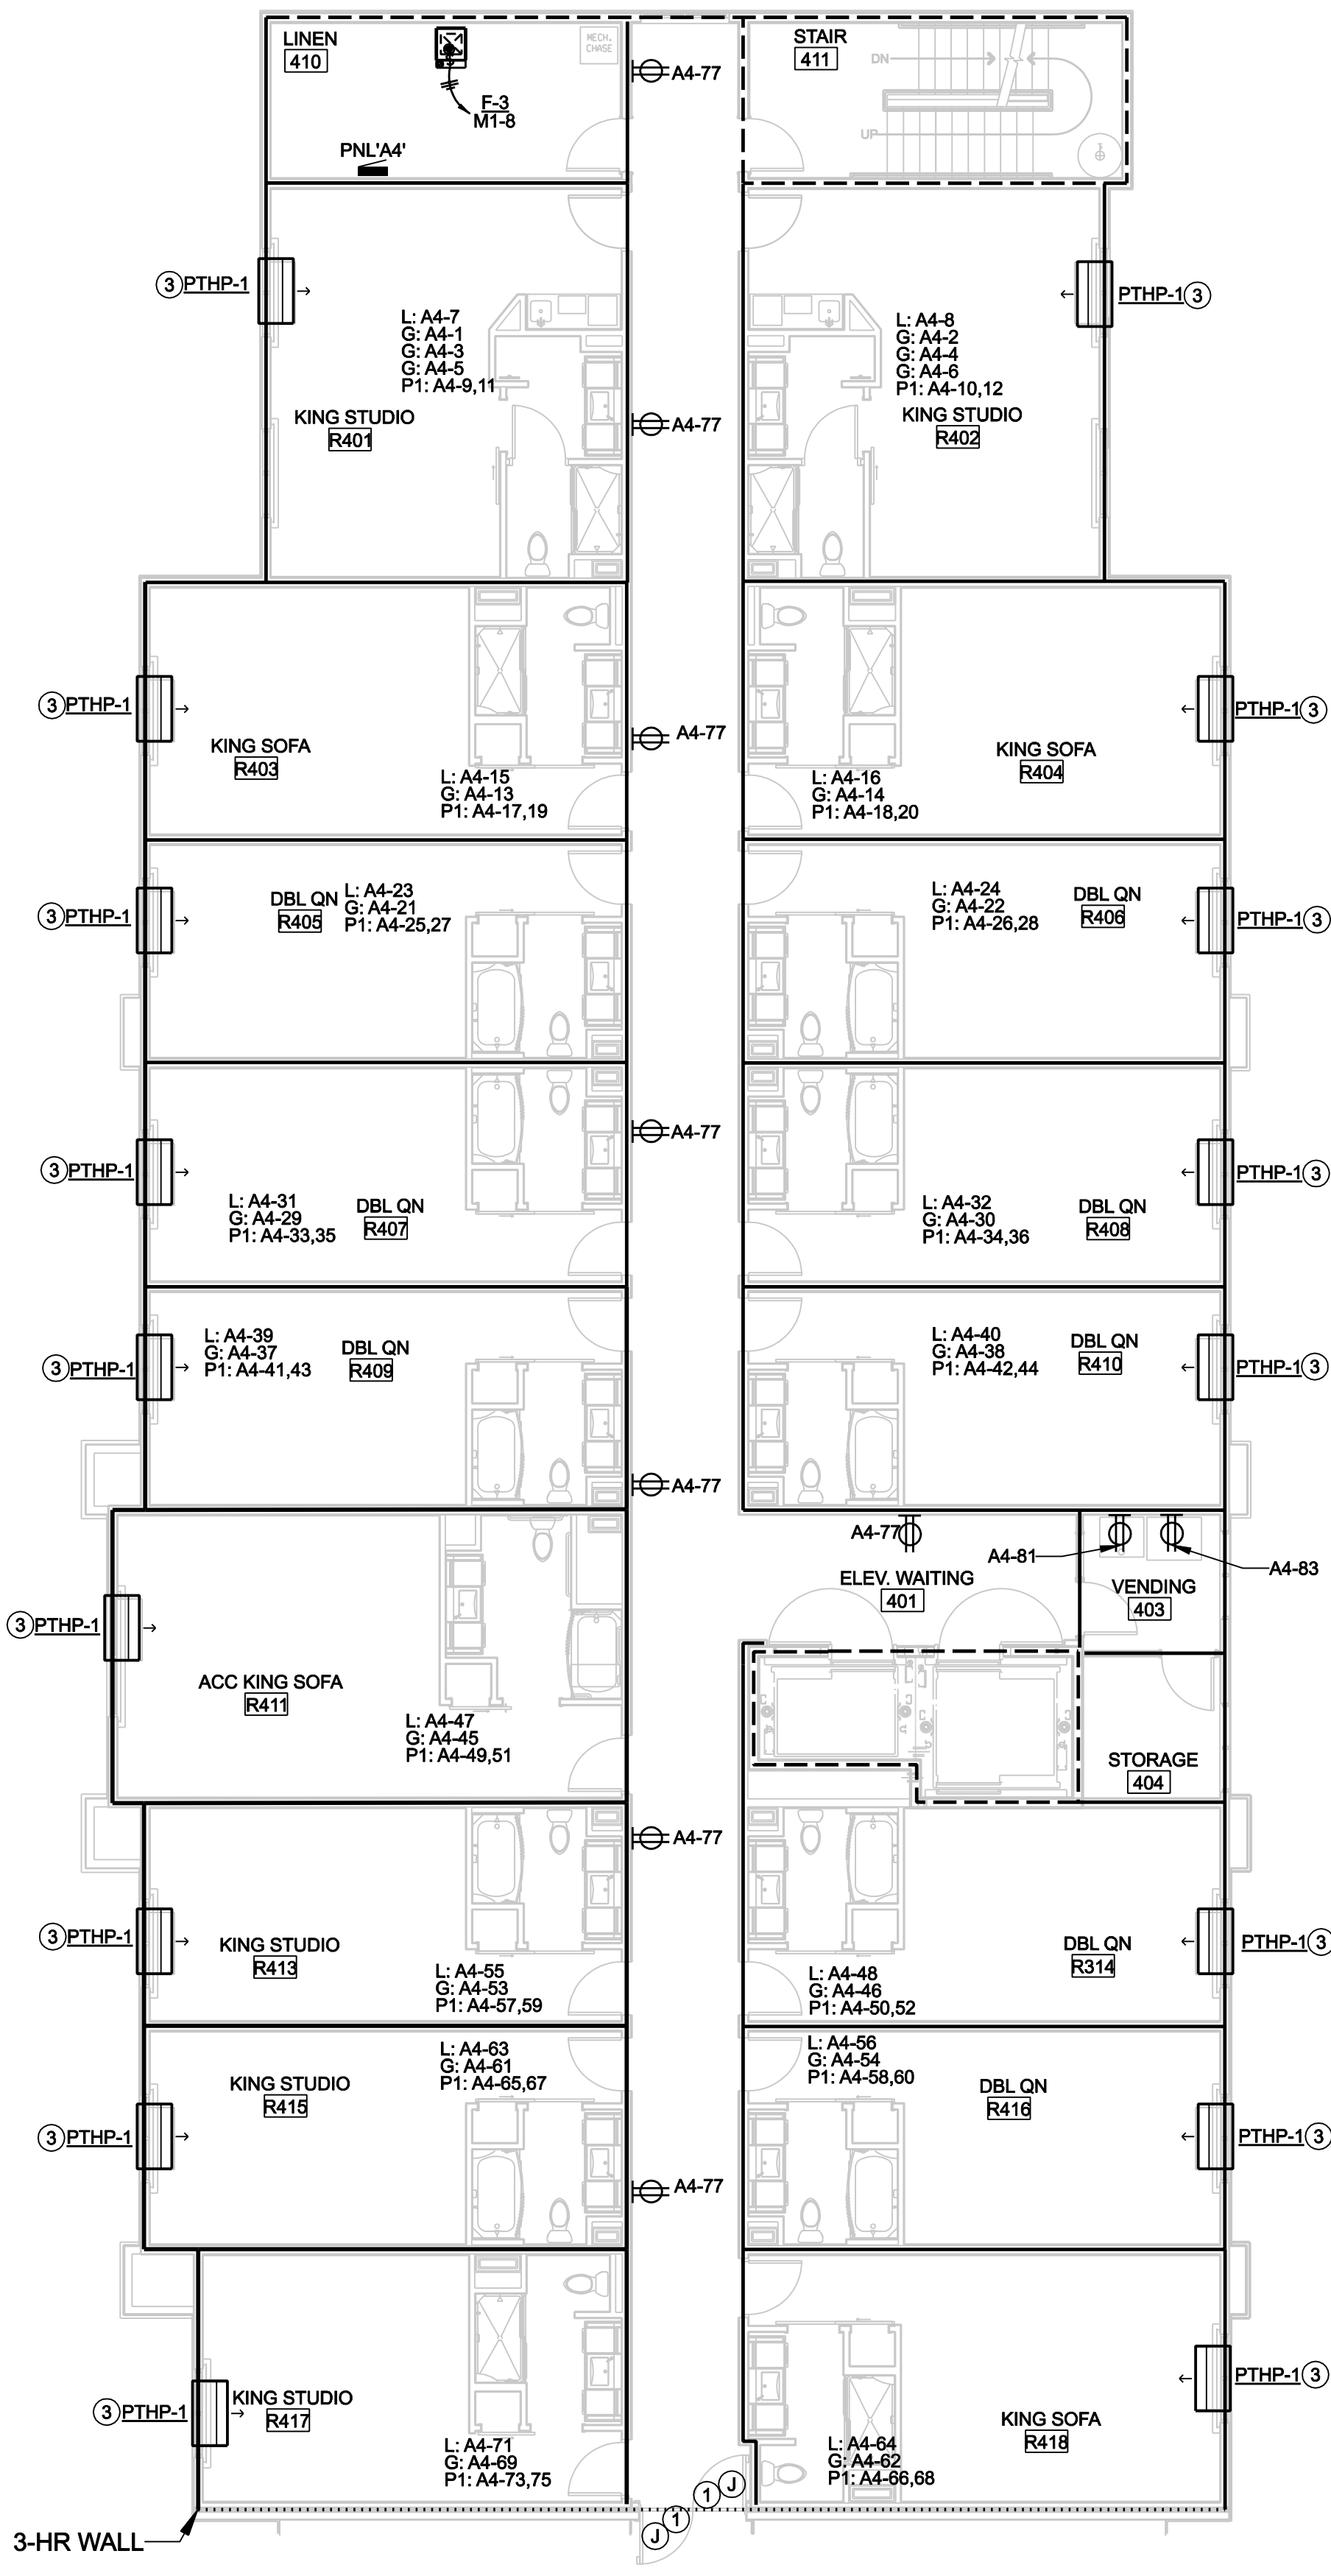 LINEN
410
MECH.
CHASE
A4-77
STAIR
411
DN
UP
F-3
M1-8
PNL'A4'
3 PTHP-1
L: A4-7
G: A4-1
G: A4-3
G: A4-5
P1: A4-9,11
KING STUDIO
R401
A4-77
PTHP-1 3
L: A4-8
G: A4-2
G: A4-4
G: A4-6
P1: A4-10,12
KING STUDIO
R402
3 PTHP-1
KING SOFA
R403
L: A4-15
G: A4-13
P1: A4-17,19
A4-77
PTHP-1 3
KING SOFA
R404
L: A4-16
G: A4-14
P1: A4-18,20
3 PTHP-1
DBL QN
R405
L: A4-23
G: A4-21
P1: A4-25,27
L: A4-24
G: A4-22
P1: A4-26,28
DBL QN
R406
PTHP-1 3
A4-77
3 PTHP-1
L: A4-31
G: A4-29
P1: A4-33,35
DBL QN
R407
L: A4-32
G: A4-30
P1: A4-34,36
DBL QN
R408
PTHP-1 3
3 PTHP-1
L: A4-39
G: A4-37
P1: A4-41,43
DBL QN
R409
L: A4-40
G: A4-38
P1: A4-42,44
DBL QN
R410
PTHP-1 3
A4-77
A4-77
A4-81
A4-83
ELEV. WAITING
401
VENDING
403
3 PTHP-1
ACC KING SOFA
R411
L: A4-47
G: A4-45
P1: A4-49,51
STORAGE
404
A4-77
3 PTHP-1
KING STUDIO
R413
L: A4-55
G: A4-53
P1: A4-57,59
L: A4-48
G: A4-46
P1: A4-50,52
DBL QN
R314
PTHP-1 3
3 PTHP-1
KING STUDIO
R415
L: A4-63
G: A4-61
P1: A4-65,67
L: A4-56
G: A4-54
P1: A4-58,60
DBL QN
R416
PTHP-1 3
A4-77
3 PTHP-1
KING STUDIO
R417
L: A4-71
G: A4-69
P1: A4-73,75
L: A4-64
G: A4-62
P1: A4-66,68
KING SOFA
R418
PTHP-1 3
1 J
J 1
3-HR WALL